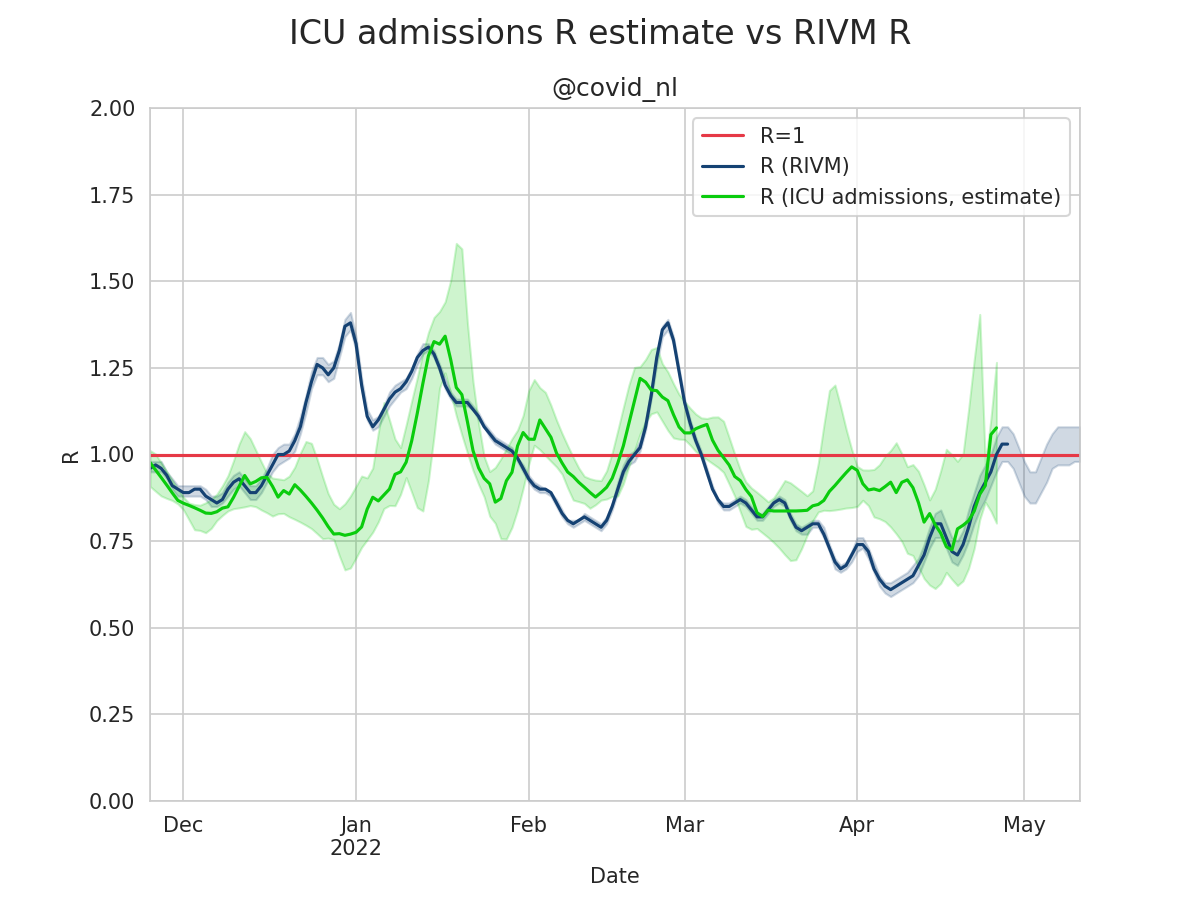 ICU admissions R estimate vs RIVM R
@covid_nl
R=1
R (RIVM)
R (ICU admissions, estimate)
2.00
1.75
1.50
1.25
1.00
0.75
0.50
0.25
0.00
R
Dec
Jan
2022
Feb
Mar
Apr
May
Date